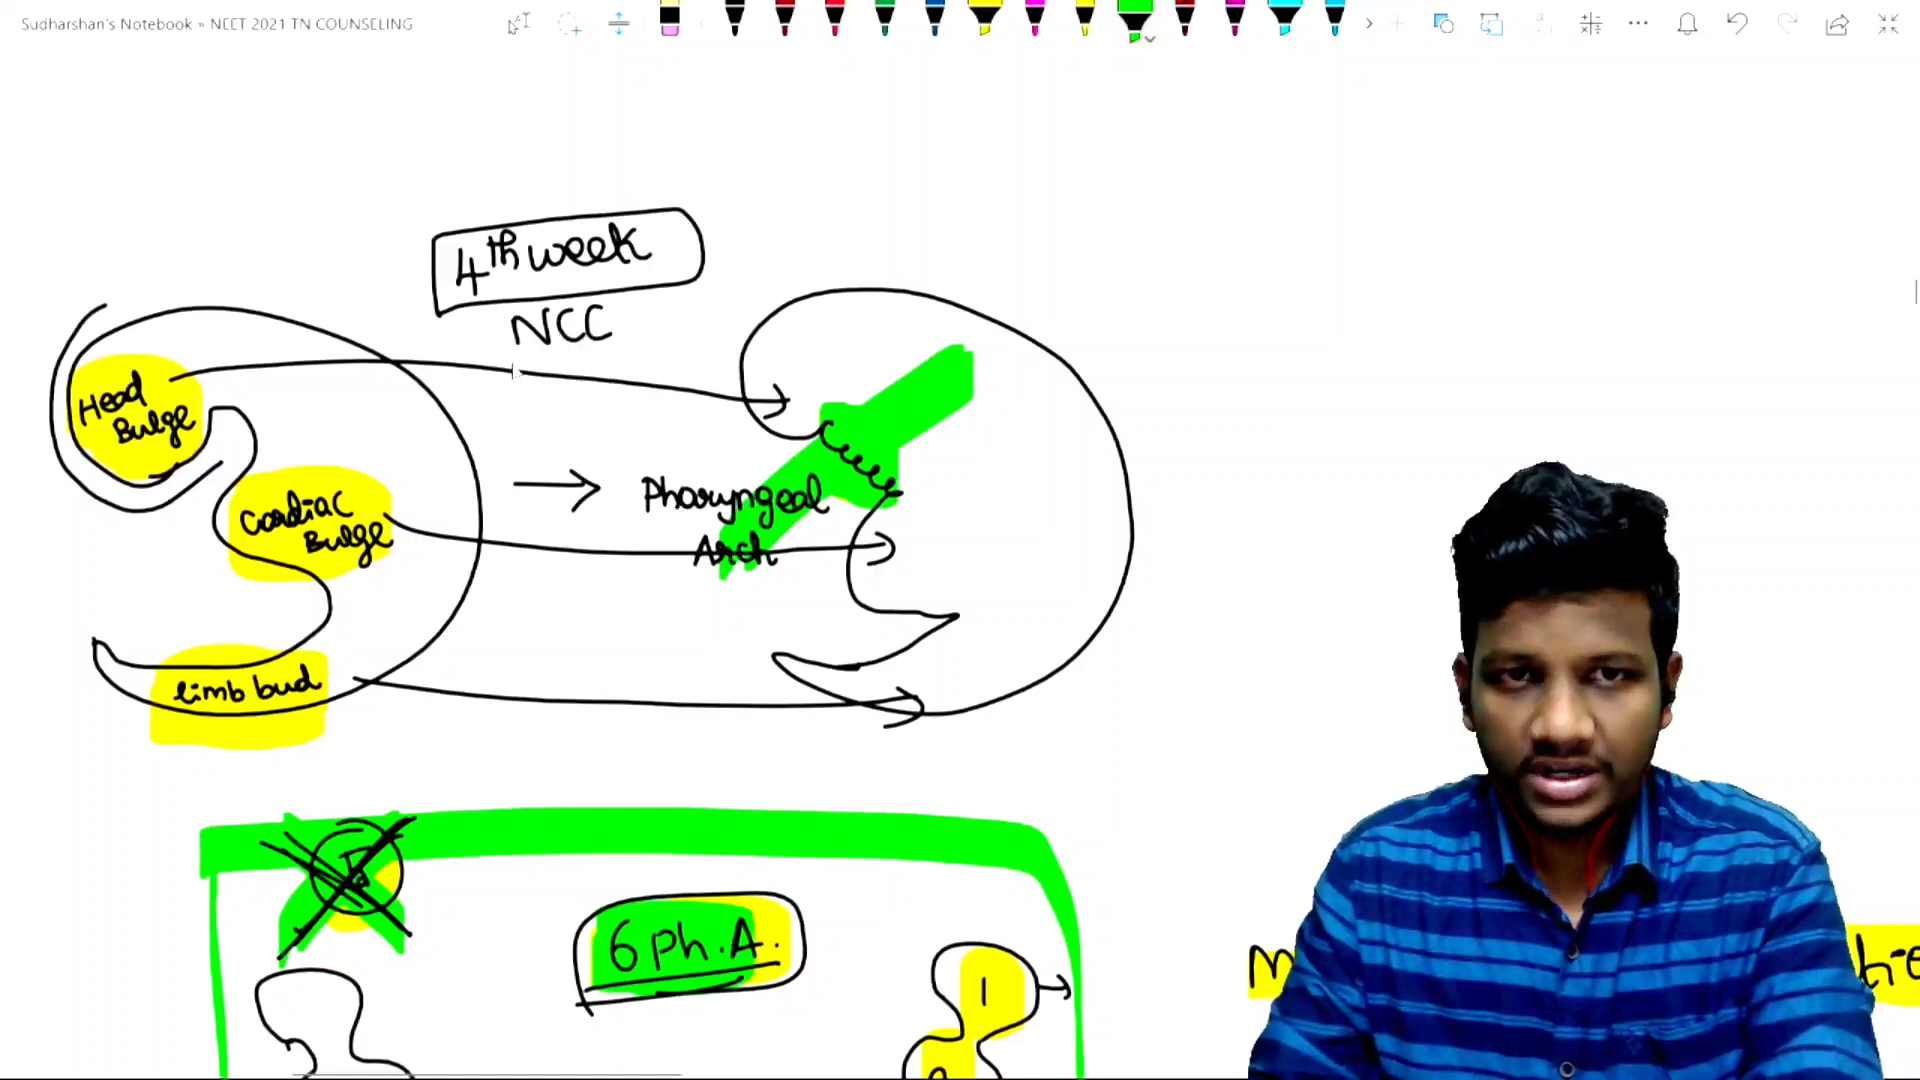 Sudharshan's Notebook » NEET 2021 TN COUNSELING
4th week
NCC
Head
Bulge
Cardiac
Bulge
Pharyngeal
Arch
limb bud
6 Ph. A.
1